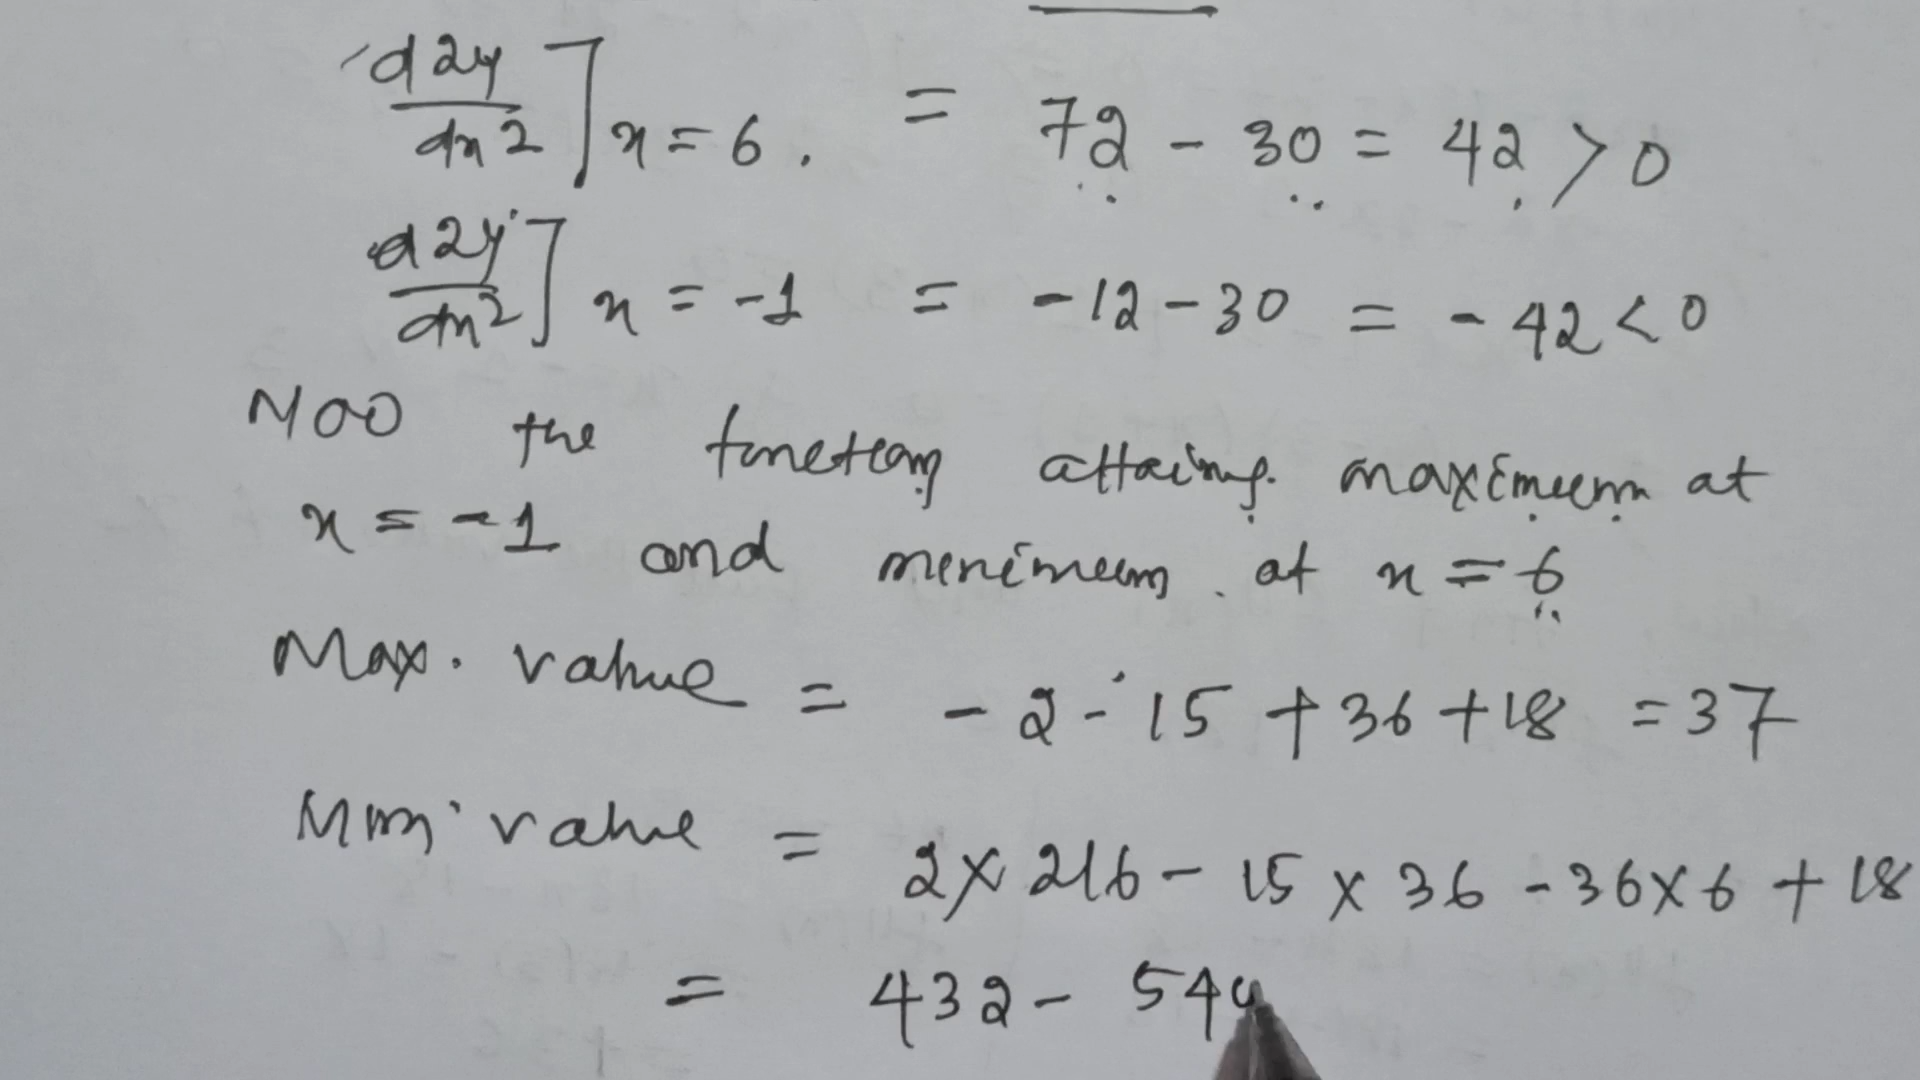 d2y/dx2]x=6. = 72 - 30 = 42 > 0
d2y/dx2]x = -1 = -12 - 30 = -42 < 0
the function attains maximum at
x = -1 and minimum at x = 6
Max. value = -2 - 15 + 36 + 18 = 37
Min. value = 2 x 216 - 15 x 36 - 36 x 6 + 18
= 432 - 54